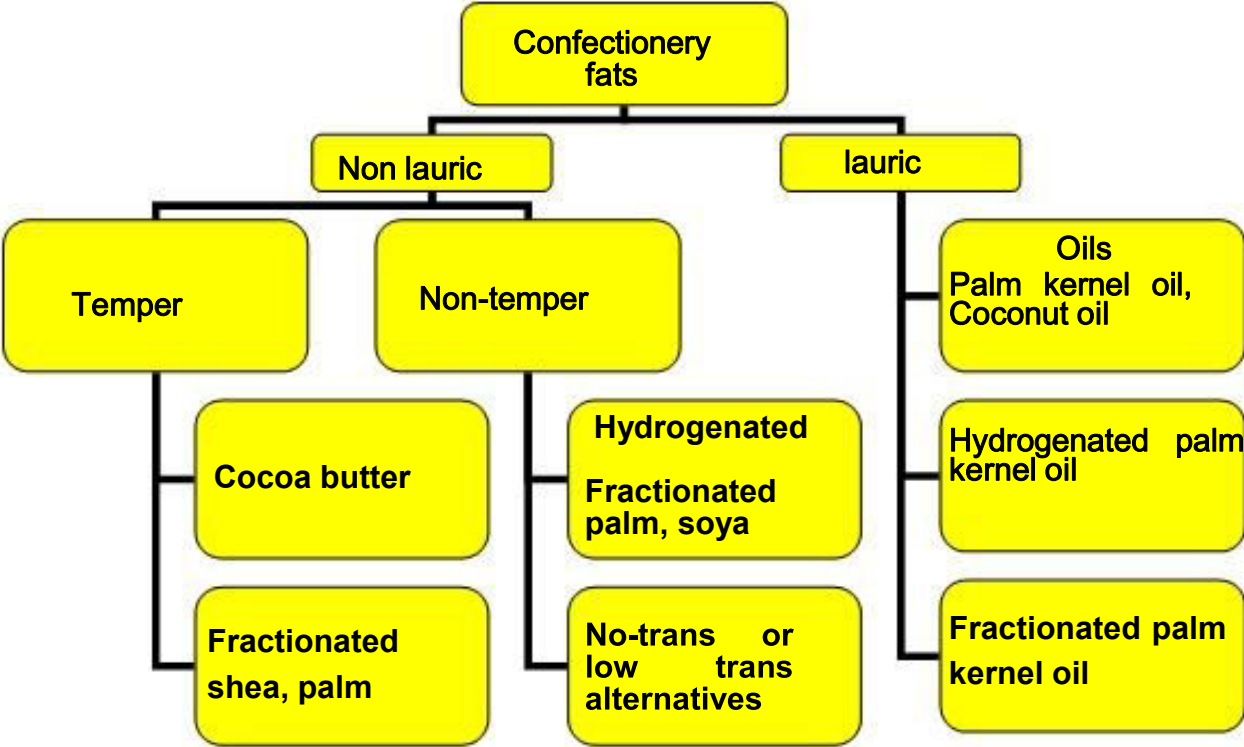 Confectionery
fats
Non lauric
lauric
Temper
Non-temper
Oils
Palm kernel oil,
Coconut oil
Cocoa butter
Hydrogenated
Fractionated
palm, soya
Hydrogenated palm
kernel oil
Fractionated
shea, palm
No-trans or
low trans
alternatives
Fractionated palm
kernel oil